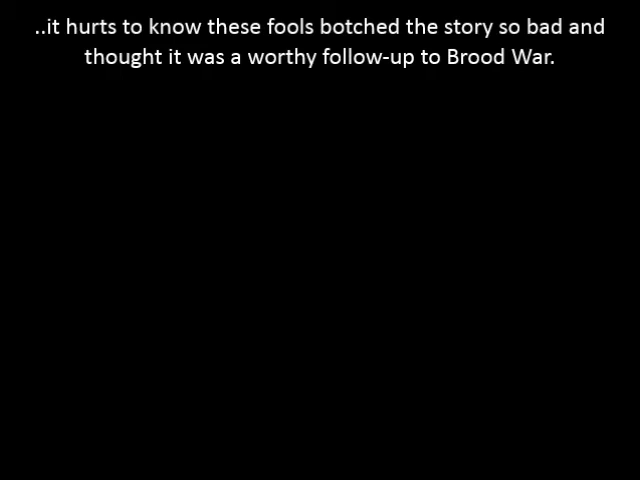 ..it hurts to know these fools botched the story so bad and
thought it was a worthy follow-up to Brood War.